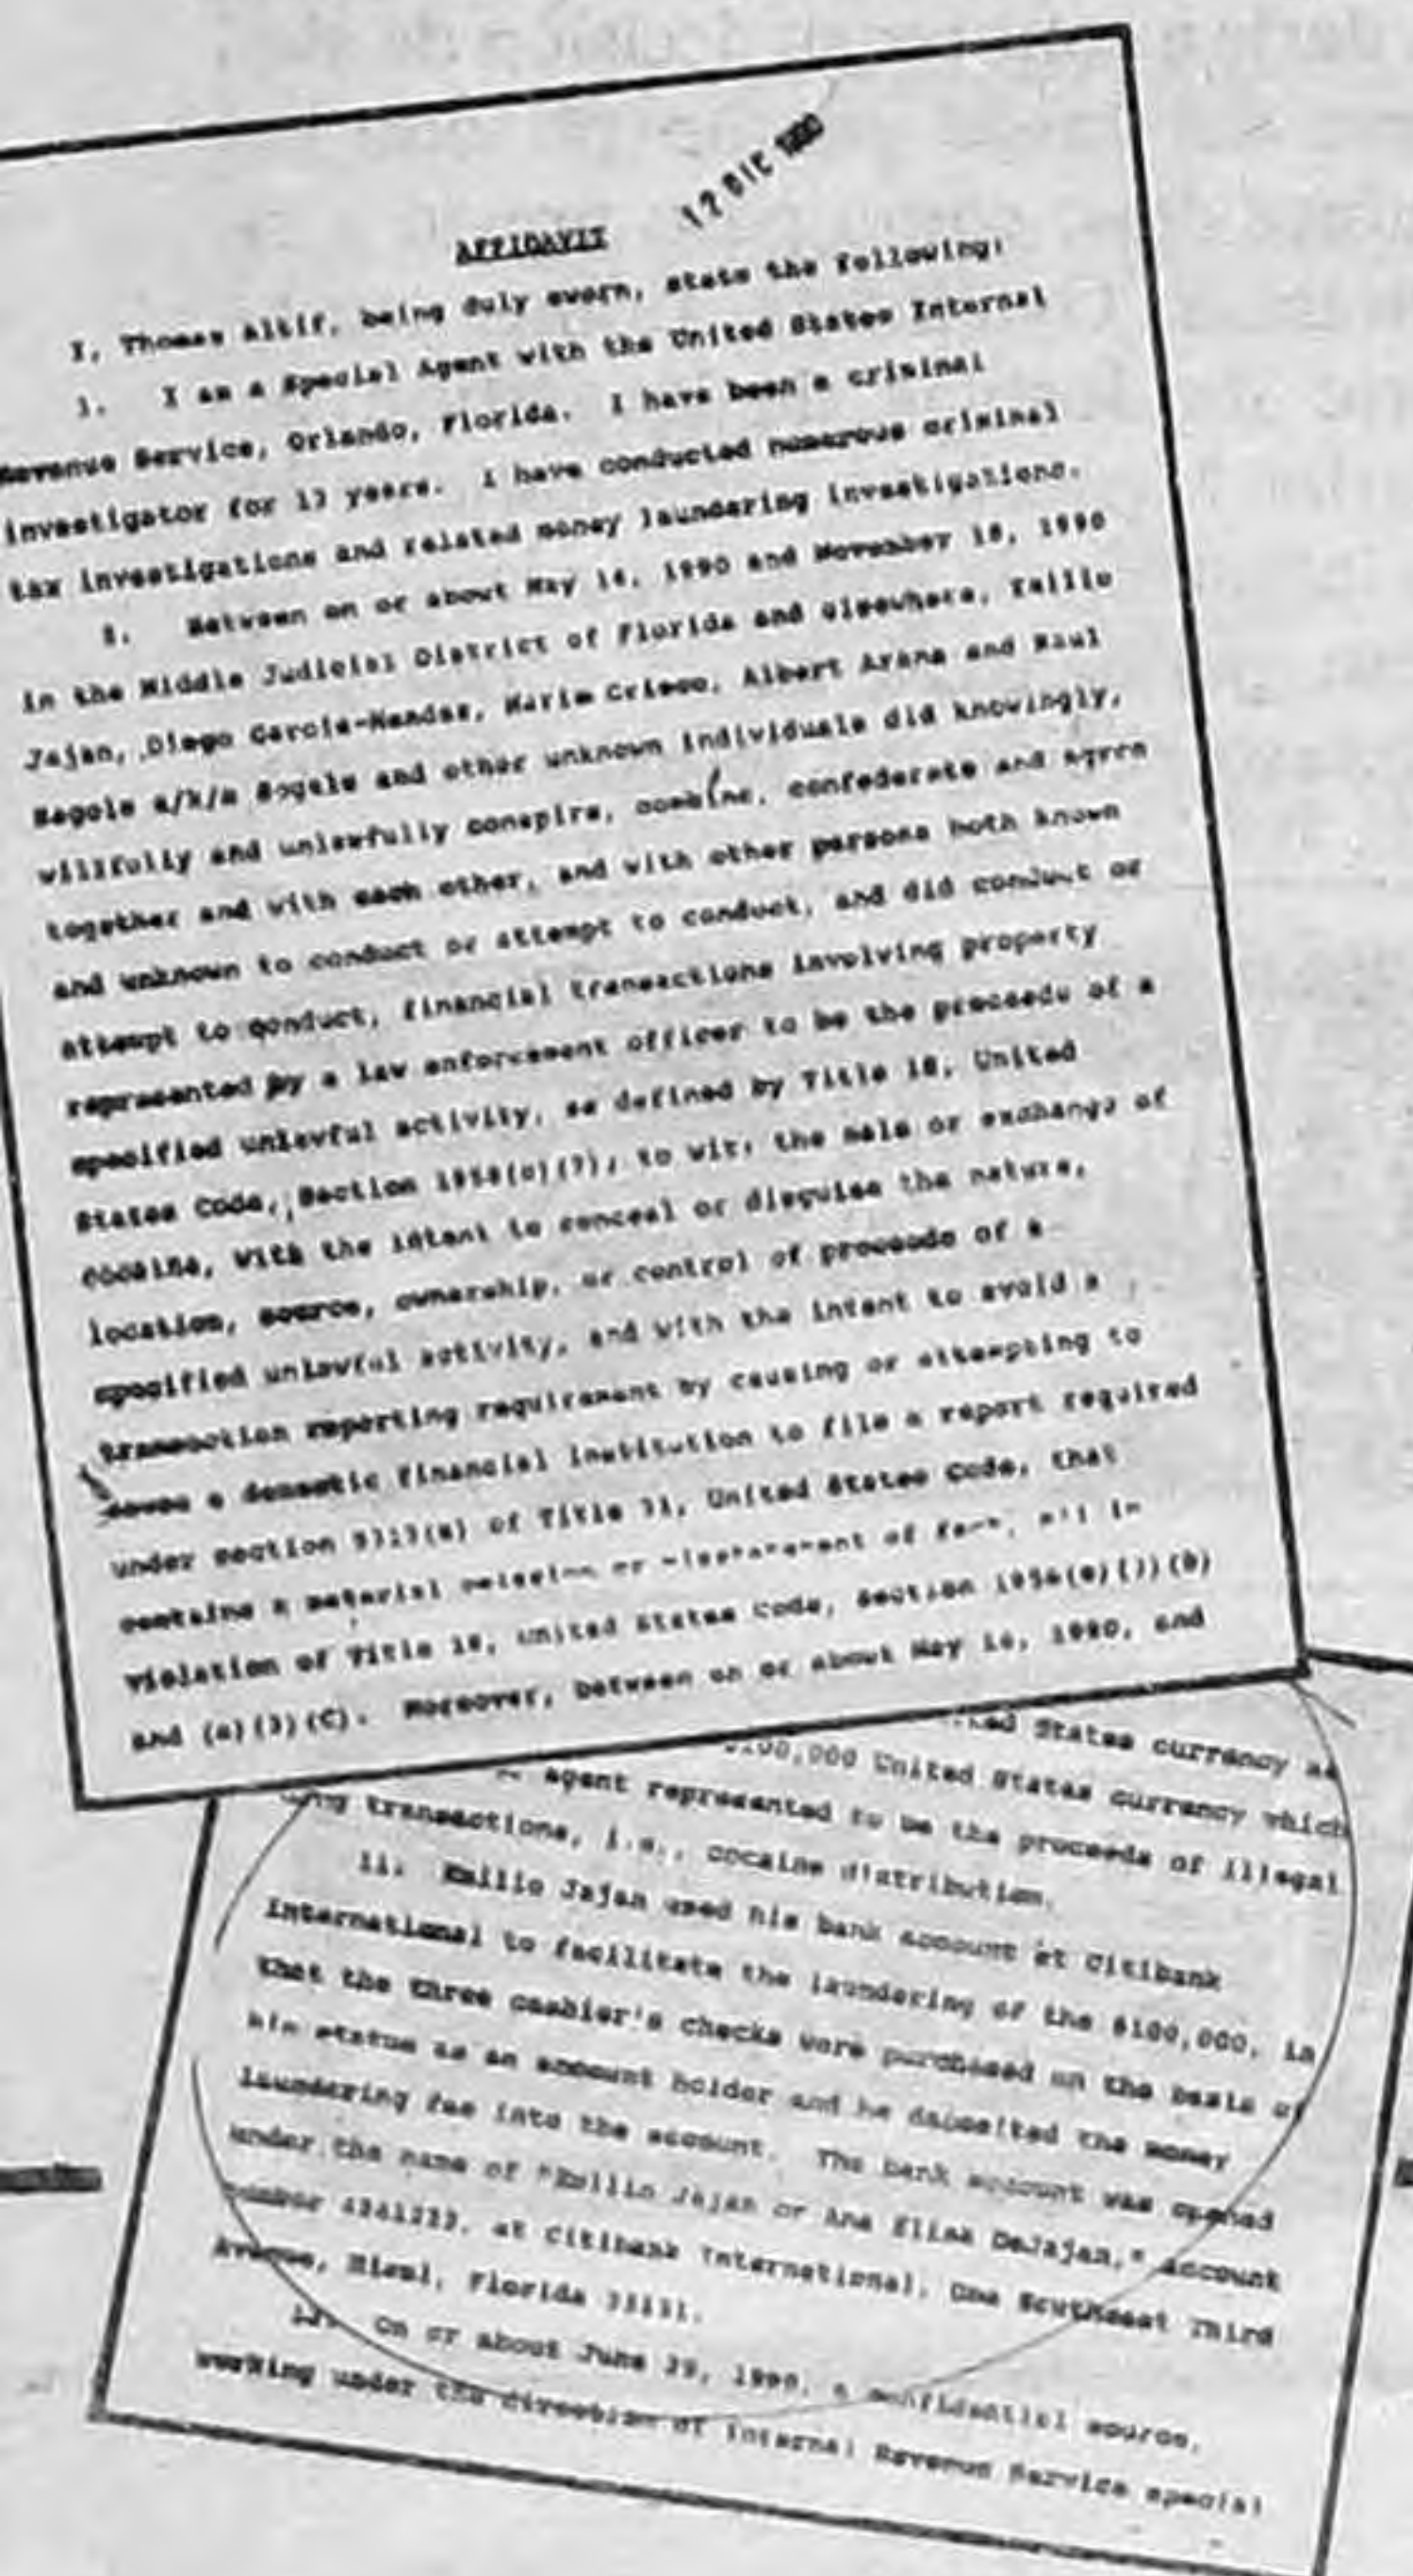 12 DIC 1990
AFFIDAVIT
I, Thomas Altif, being duly sworn, state the following:
1. I am a Special Agent with the United States Internal
Revenue Service, Orlando, Florida. I have been a criminal
investigator for 13 years. I have conducted numerous criminal
tax investigations and related money laundering investigations.
2. Between on or about May 16, 1990 and November 18, 1990
in the Middle Judicial District of Florida and elsewhere,
Jajan, Diego Garcia-Mendez, Maria Crisco, Albert Arana and Raul
a/k/a and other unknown individuals did knowingly,
willfully and unlawfully conspire, combine, confederate and agree
together and with each other, and with other persons both known
and unknown to conduct or attempt to conduct, and did conduct or
attempt to conduct, financial transactions involving property
represented by a law enforcement officer to be the proceeds of a
specified unlawful activity, as defined by Title 18, United
States Code, Section 1956(c)(7), to wit, the sale or exchange of
cocaine, with the intent to conceal or disguise the nature,
location, source, ownership, or control of proceeds of a
specified unlawful activity, and with the intent to avoid a
transaction reporting requirement by causing or attempting to
cause a domestic financial institution to file a report required
under section 5313(a) of Title 31, United States Code, that
contains a material omission or misstatement of fact, all in
violation of Title 18, United States Code, Section 1956(a)(3)(b)
and (a)(3)(C). Moreover, between on or about May 16, 1990, and
States currency as
$100,000 United States currency which
agent represented to be the proceeds of illegal
transactions, i.e., cocaine distribution.
11. Emilio Jajan used his bank account at Citibank
International to facilitate the laundering of the $100,000, in
that the three cashier's checks were purchased on the basis of
his status as an account holder and he deposited the money
laundering fee into the account. The bank account was opened
under the name of "Emilio Jajan or Ana Elisa DeJajan," account
number at Citibank International, One Southeast Third
Avenue, Miami, Florida 33131.
On or about June 29, 1990, a confidential source,
working under the direction of Internal Revenue Service special